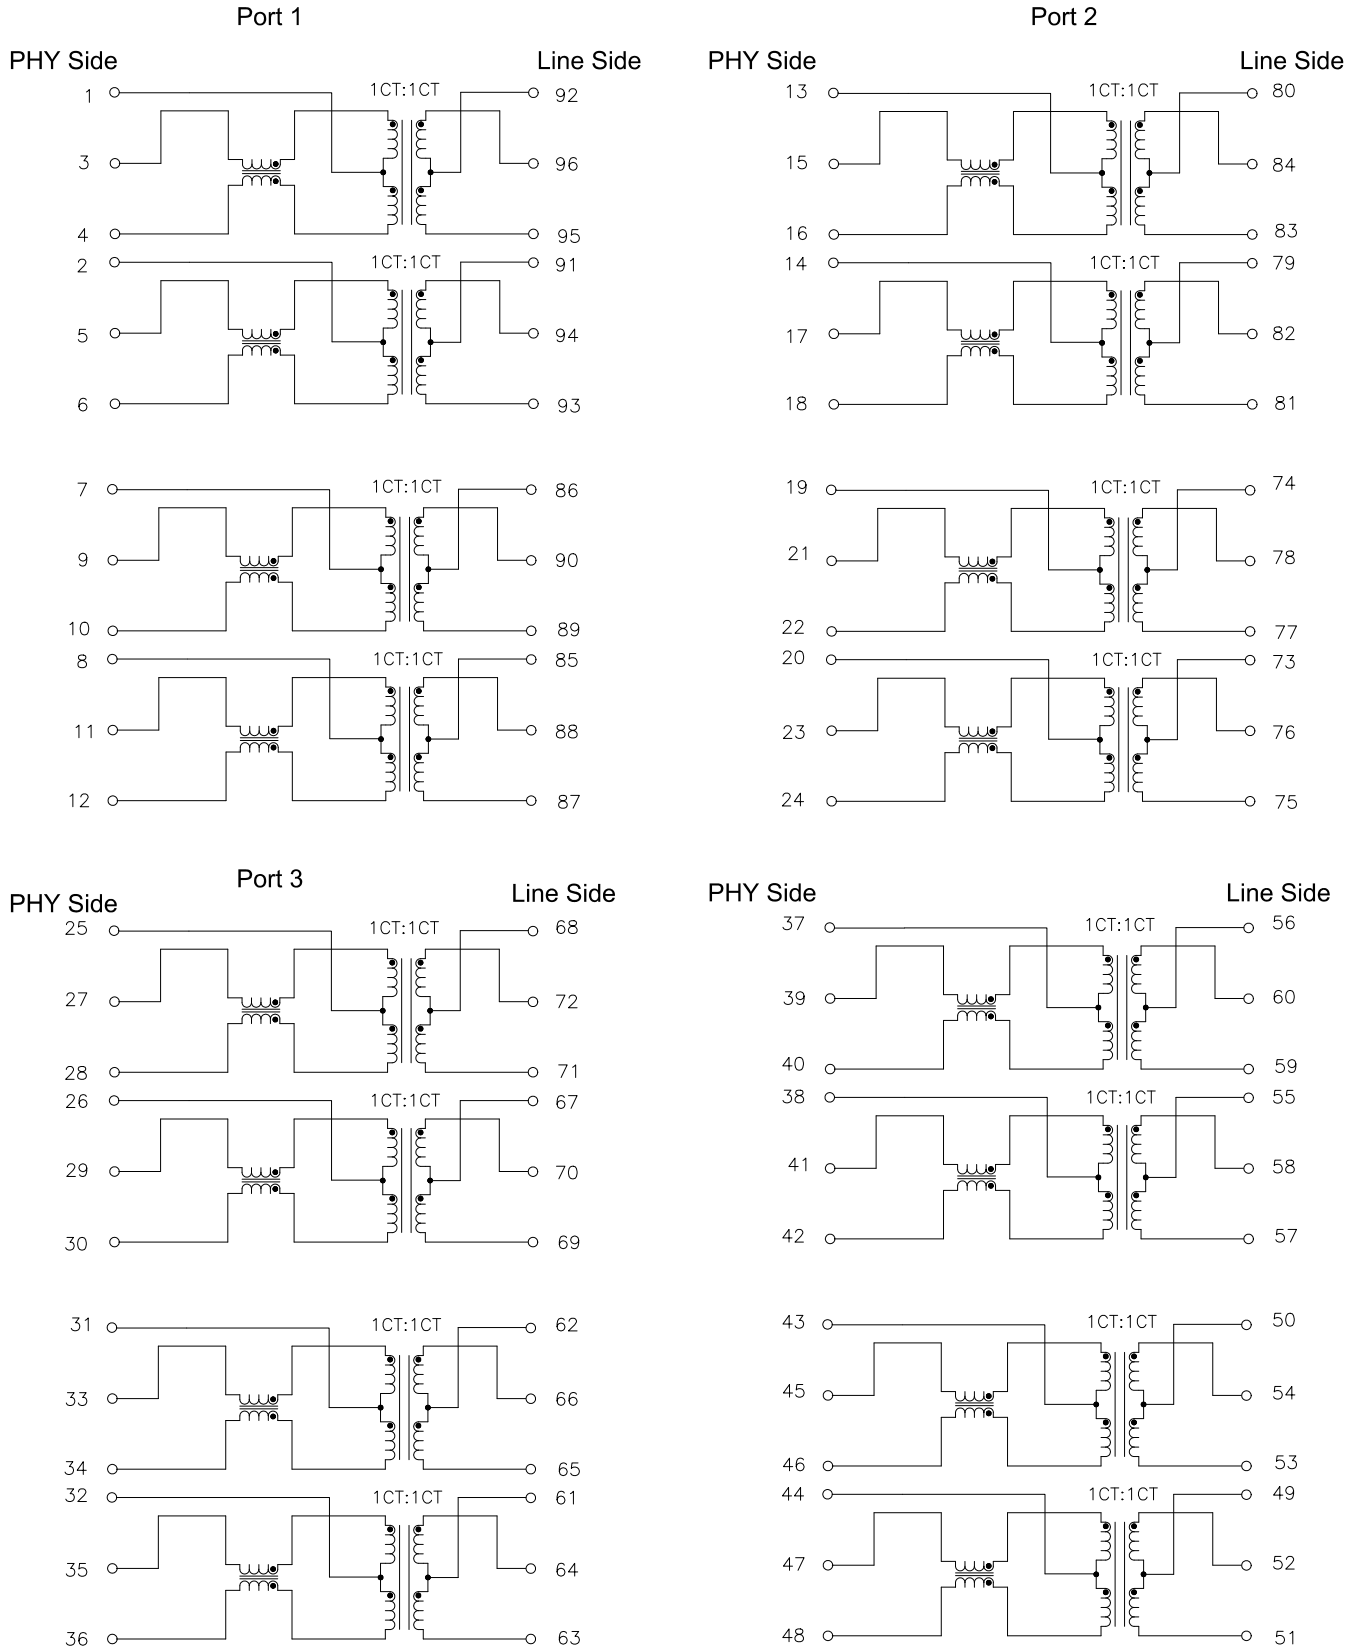 Port 1
Port 2
PHY Side
Line Side
PHY Side
Line Side
1 1CT:1CT 92
3 96
4 95
2 1CT:1CT 91
5 94
6 93
13 1CT:1CT 80
15 84
16 83
14 1CT:1CT 79
17 82
18 81
7 1CT:1CT 86
9 90
10 89
8 1CT:1CT 85
11 88
12 87
19 1CT:1CT 74
21 78
22 77
20 1CT:1CT 73
23 76
24 75
Port 3
PHY Side
Line Side
PHY Side
Line Side
25 1CT:1CT 68
27 72
28 71
26 1CT:1CT 67
29 70
30 69
37 1CT:1CT 56
39 60
40 59
38 1CT:1CT 55
41 58
42 57
31 1CT:1CT 62
33 66
34 65
32 1CT:1CT 61
35 64
36 63
43 1CT:1CT 50
45 54
46 53
44 1CT:1CT 49
47 52
48 51